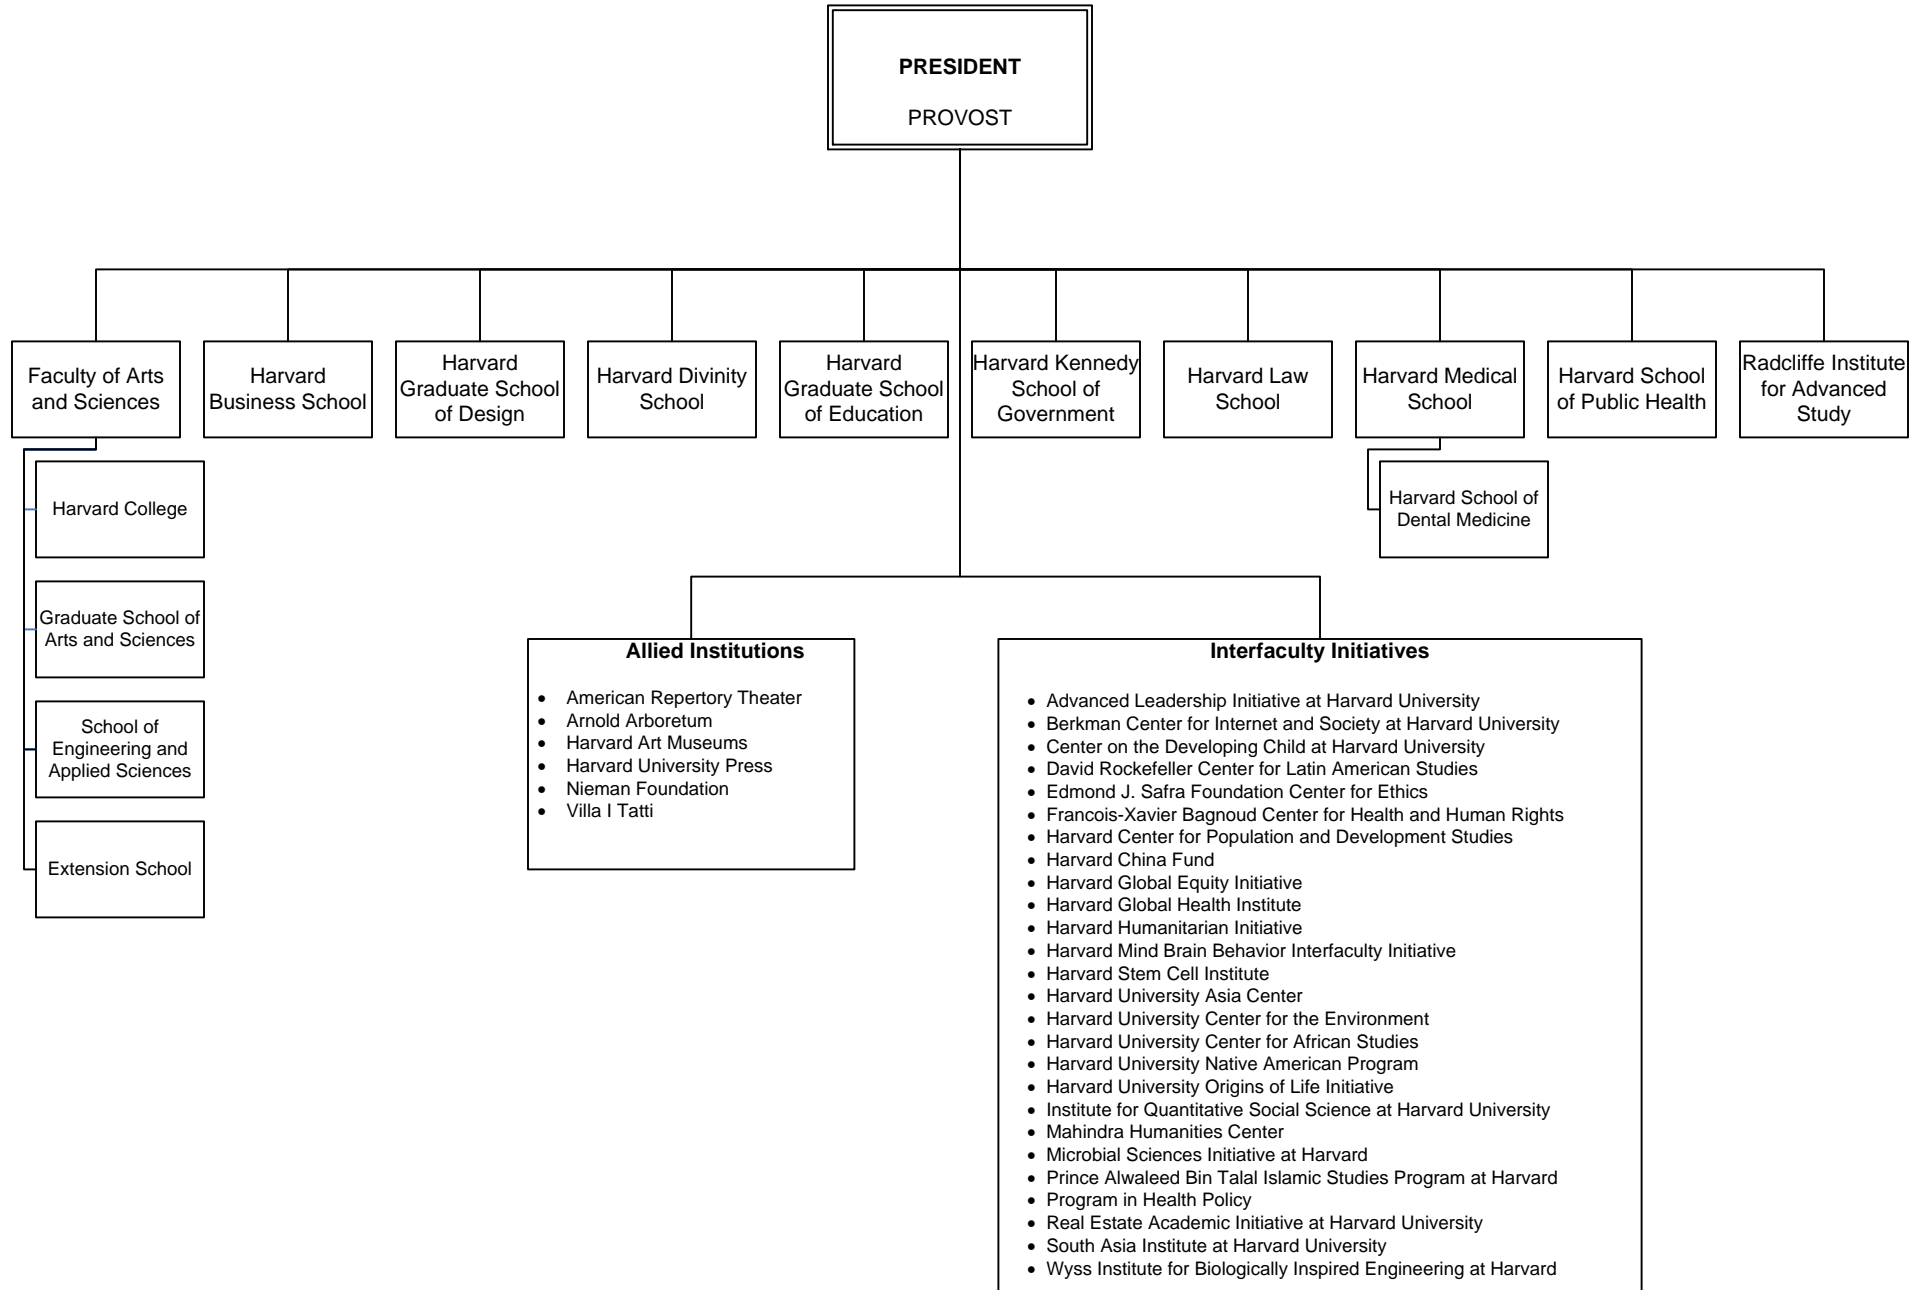 PRESIDENT
PROVOST
Faculty of Arts
and Sciences
Harvard
Business School
Harvard
Graduate School
of Design
Harvard Divinity
School
Harvard
Graduate School
of Education
Harvard Kennedy
School of
Government
Harvard Law
School
Harvard Medical
School
Harvard School
of Public Health
Radcliffe Institute
for Advanced
Study
Harvard College
Graduate School of
Arts and Sciences
School of
Engineering and
Applied Sciences
Extension School
Harvard School of
Dental Medicine
Allied Institutions
• American Repertory Theater
• Arnold Arboretum
• Harvard Art Museums
• Harvard University Press
• Nieman Foundation
• Villa I Tatti
Interfaculty Initiatives
• Advanced Leadership Initiative at Harvard University
• Berkman Center for Internet and Society at Harvard University
• Center on the Developing Child at Harvard University
• David Rockefeller Center for Latin American Studies
• Edmond J. Safra Foundation Center for Ethics
• Francois-Xavier Bagnoud Center for Health and Human Rights
• Harvard Center for Population and Development Studies
• Harvard China Fund
• Harvard Global Equity Initiative
• Harvard Global Health Institute
• Harvard Humanitarian Initiative
• Harvard Mind Brain Behavior Interfaculty Initiative
• Harvard Stem Cell Institute
• Harvard University Asia Center
• Harvard University Center for the Environment
• Harvard University Center for African Studies
• Harvard University Native American Program
• Harvard University Origins of Life Initiative
• Institute for Quantitative Social Science at Harvard University
• Mahindra Humanities Center
• Microbial Sciences Initiative at Harvard
• Prince Alwaleed Bin Talal Islamic Studies Program at Harvard
• Program in Health Policy
• Real Estate Academic Initiative at Harvard University
• South Asia Institute at Harvard University
• Wyss Institute for Biologically Inspired Engineering at Harvard